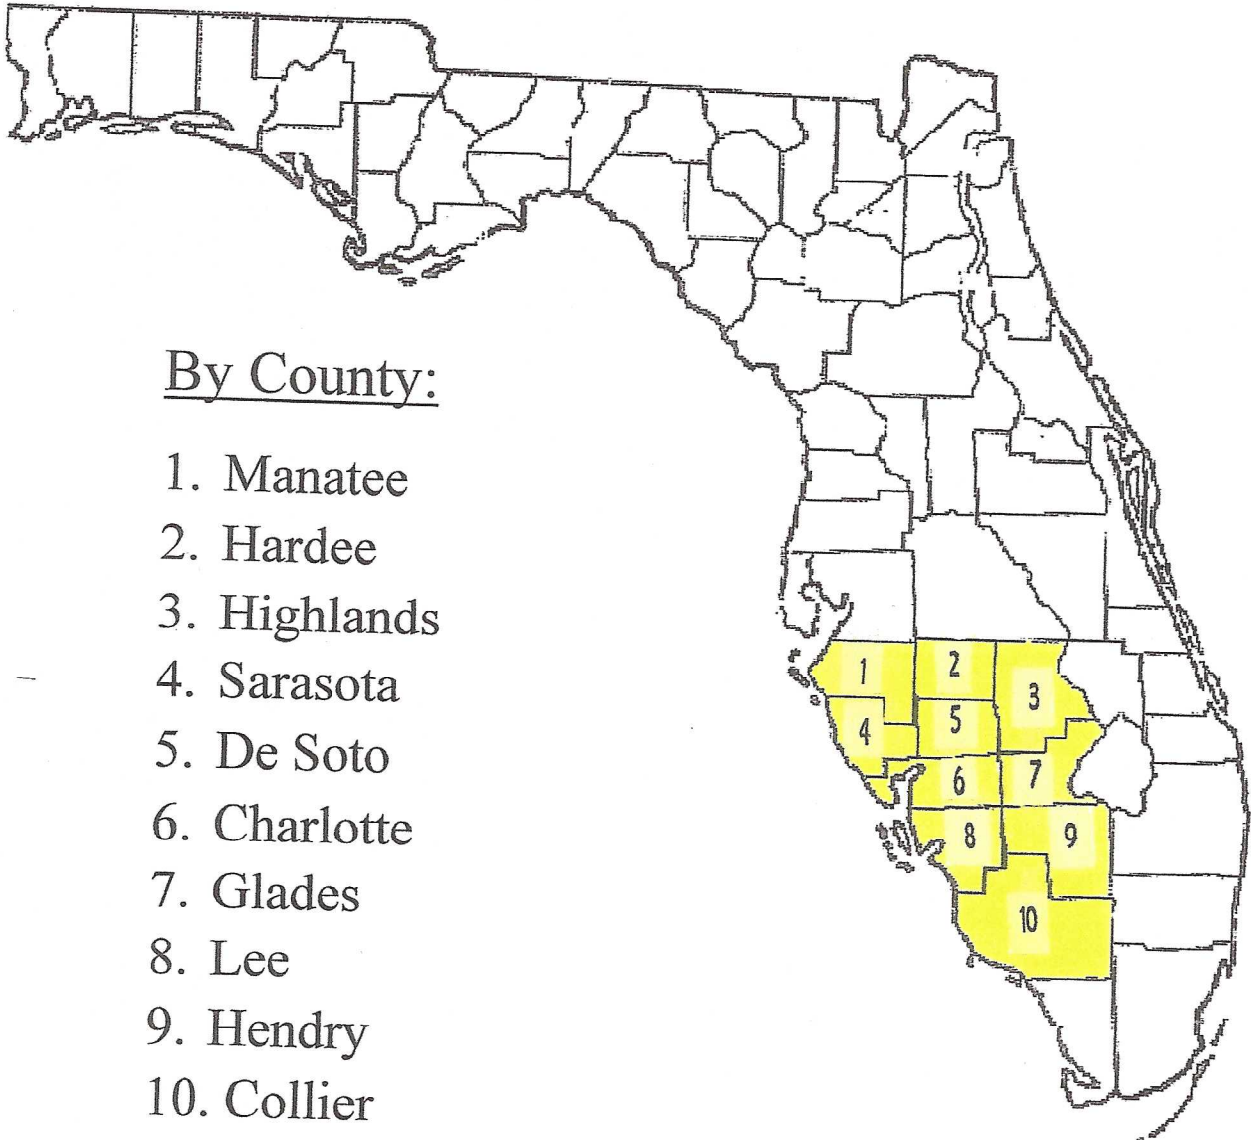 By County:
1. Manatee
2. Hardee
3. Highlands
4. Sarasota
5. De Soto
6. Charlotte
7. Glades
8. Lee
9. Hendry
10. Collier
1
2
3
4
5
6
7
8
9
10